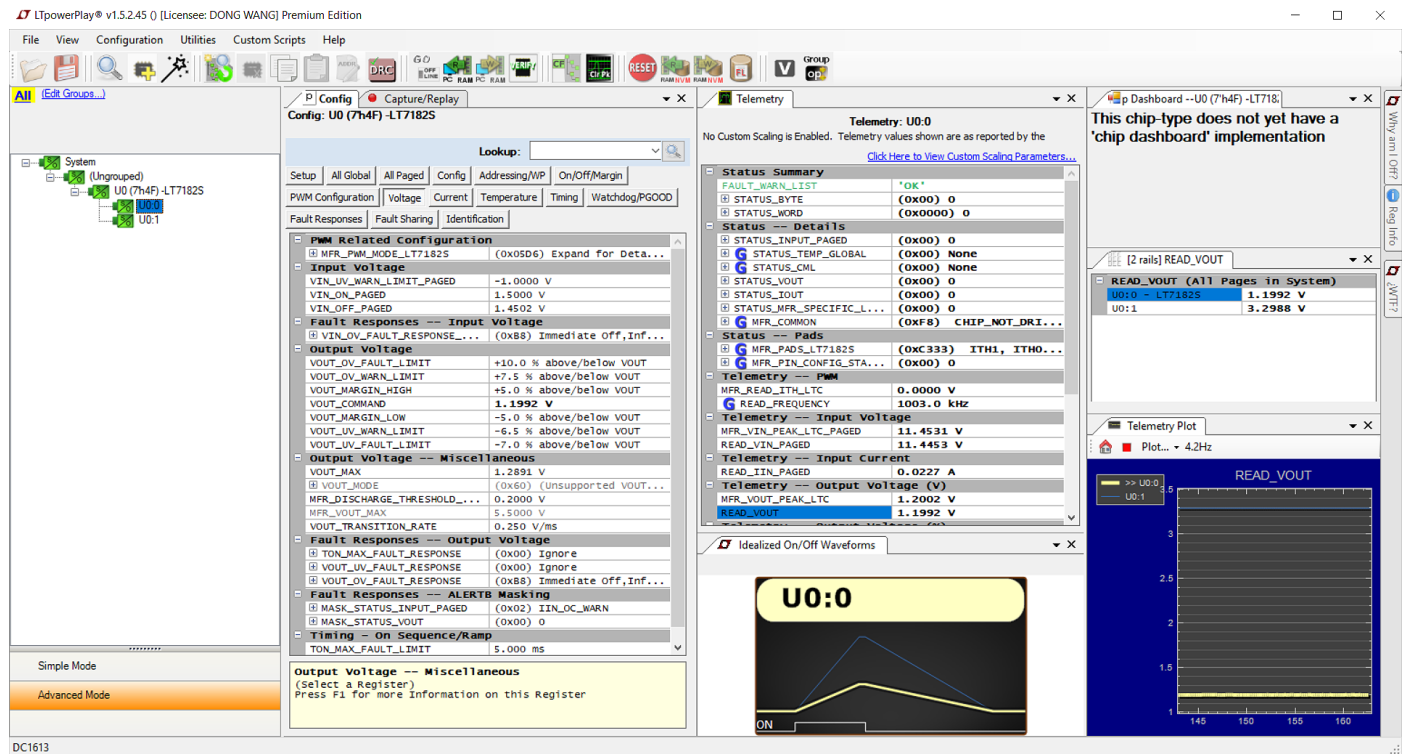 LTpowerPlay® v1.5.2.45 () [Licensee: DONG WANG] Premium Edition
File View Configuration Utilities Custom Scripts Help
All (Edit Groups...)
System
(Ungrouped)
U0 (7'h4F) -LT7182S
U0:0
U0:1
Simple Mode
Advanced Mode
DC1613
Config Capture/Replay
Config: U0 (7'h4F) -LT7182S
Lookup:
Setup All Global All Paged Config Addressing/WP On/Off/Margin
PWM Configuration Voltage Current Temperature Timing Watchdog/PGOOD
Fault Responses Fault Sharing Identification
PWM Related Configuration
MFR_PWM_MODE_LT7182S (0x05D6) Expand for Deta...
Input Voltage
VIN_UV_WARN_LIMIT_PAGED -1.0000 V
VIN_ON_PAGED 1.5000 V
VIN_OFF_PAGED 1.4502 V
Fault Responses -- Input Voltage
VIN_OV_FAULT_RESPONSE_... (0xB8) Immediate Off,Inf...
Output Voltage
VOUT_OV_FAULT_LIMIT +10.0 % above/below VOUT
VOUT_OV_WARN_LIMIT +7.5 % above/below VOUT
VOUT_MARGIN_HIGH +5.0 % above/below VOUT
VOUT_COMMAND 1.1992 V
VOUT_MARGIN_LOW -5.0 % above/below VOUT
VOUT_UV_WARN_LIMIT -6.5 % above/below VOUT
VOUT_UV_FAULT_LIMIT -7.0 % above/below VOUT
Output Voltage -- Miscellaneous
VOUT_MAX 1.2891 V
VOUT_MODE (0x60) (Unsupported VOUT...
MFR_DISCHARGE_THRESHOLD_... 0.2000 V
MFR_VOUT_MAX 5.5000 V
VOUT_TRANSITION_RATE 0.250 V/ms
Fault Responses -- Output Voltage
TON_MAX_FAULT_RESPONSE (0x00) Ignore
VOUT_UV_FAULT_RESPONSE (0x00) Ignore
VOUT_OV_FAULT_RESPONSE (0xB8) Immediate Off,Inf...
Fault Responses -- ALERTB Masking
MASK_STATUS_INPUT_PAGED (0x02) IIN_OC_WARN
MASK_STATUS_VOUT (0x00) 0
Timing - On Sequence/Ramp
TON_MAX_FAULT_LIMIT 5.000 ms
Output Voltage -- Miscellaneous
(Select a Register)
Press F1 for more Information on this Register
Telemetry
Telemetry: U0:0
No Custom Scaling is Enabled. Telemetry values shown are as reported by the
Click Here to View Custom Scaling Parameters...
Status Summary
FAULT_WARN_LIST "OK"
STATUS_BYTE (0x00) 0
STATUS_WORD (0x0000) 0
Status -- Details
STATUS_INPUT_PAGED (0x00) 0
STATUS_TEMP_GLOBAL (0x00) None
STATUS_CML (0x00) None
STATUS_VOUT (0x00) 0
STATUS_IOUT (0x00) 0
STATUS_MFR_SPECIFIC_L... (0x00) 0
MFR_COMMON (0xF8) CHIP_NOT_DRI...
Status -- Pads
MFR_PADS_LT7182S (0xC333) ITH1, ITH0...
MFR_PIN_CONFIG_STA... (0x00) 0
Telemetry -- PWM
MFR_READ_ITH_LTC 0.0000 V
READ_FREQUENCY 1003.0 kHz
Telemetry -- Input Voltage
MFR_VIN_PEAK_LTC_PAGED 11.4531 V
READ_VIN_PAGED 11.4453 V
Telemetry -- Input Current
READ_IIN_PAGED 0.0227 A
Telemetry -- Output Voltage (V)
MFR_VOUT_PEAK_LTC 1.2002 V
READ_VOUT 1.1992 V
Telemetry -- Output Voltage (%)
Idealized On/Off Waveforms
U0:0
ON
p Dashboard --U0 (7'h4F) -LT718
This chip-type does not yet have a
'chip dashboard' implementation
[2 rails] READ_VOUT
READ_VOUT (All Pages in System)
U0:0 - LT7182S 1.1992 V
U0:1 3.2988 V
Telemetry Plot
Plot... 4.2Hz
READ_VOUT
>> U0:0
U0:1
3.5
3
2.5
2
1.5
1
145 150 155 160
Why am I Off?
Reg Info
¿WTF?